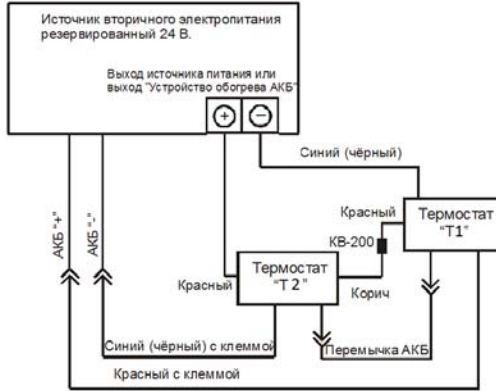 Источник вторичного электропитания
резервированный 24 В.
Выход источника питания или
выход "Устройство обогрева АКБ"
+ −
Синий (чёрный)
АКБ "+"
АКБ "-"
Красный
Термостат
"Т1"
КВ-200
Красный
Термостат
"Т2"
Корич
Синий (чёрный) с клеммой
Перемычка АКБ
Красный с клеммой